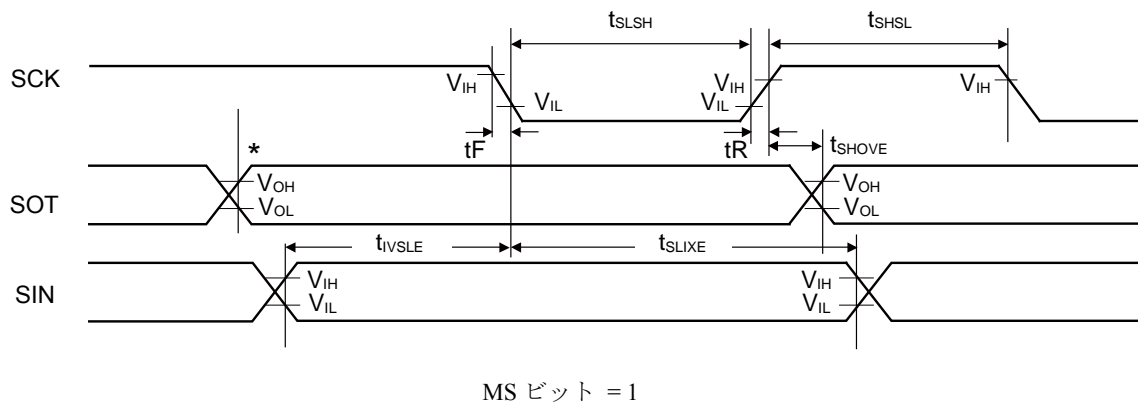 tSLSH
tSHSL
SCK
VIH
VIL
VIH
VIL
VIH
tF
tR
tSHOVE
*
SOT
VOH
VOL
VOH
VOL
tIVSLE
tSLIXE
SIN
VIH
VIL
VIH
VIL
MS ビット = 1